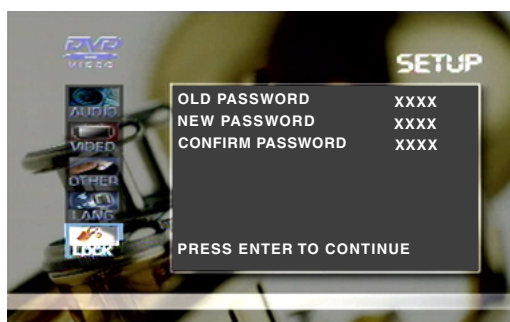 DVD
VIDEO
SETUP
AUDIO
VIDEO
OTHER
LANG
LOCK
OLD PASSWORD XXXX
NEW PASSWORD XXXX
CONFIRM PASSWORD XXXX
PRESS ENTER TO CONTINUE